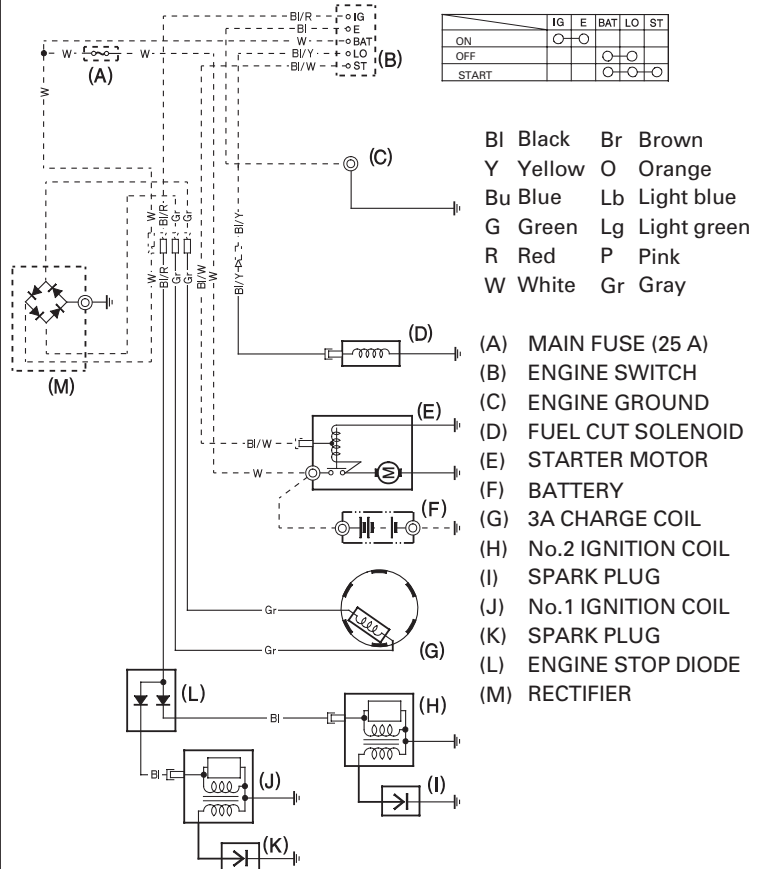 Bl/R IG
Bl E
W BAT
Bl/Y LO
Bl/W ST
(B)
W W
(A)
W
IG E BAT LO ST
ON
OFF
START
(C)
Bl Black Br Brown
Y Yellow O Orange
Bu Blue Lb Light blue
G Green Lg Light green
R Red P Pink
W White Gr Gray
W Bl/R Gr Gr
W Bl/R Gr Gr
Bl/W W
Bl/Y
Bl/Y
(M)
(D)
(E)
Bl/W
W
M
(F)
Gr
Gr
(G)
(A) MAIN FUSE (25 A)
(B) ENGINE SWITCH
(C) ENGINE GROUND
(D) FUEL CUT SOLENOID
(E) STARTER MOTOR
(F) BATTERY
(G) 3A CHARGE COIL
(H) No.2 IGNITION COIL
(I) SPARK PLUG
(J) No.1 IGNITION COIL
(K) SPARK PLUG
(L) ENGINE STOP DIODE
(M) RECTIFIER
(L)
Bl
(H)
(I)
Bl
(J)
(K)